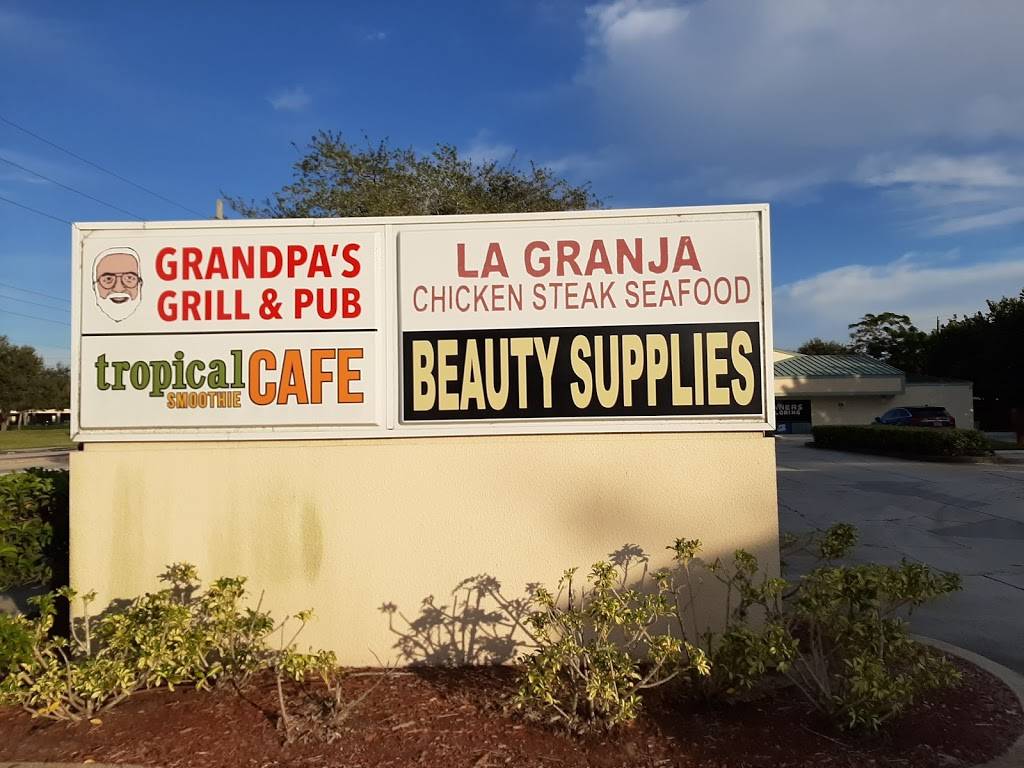 GRANDPA'S
GRILL & PUB
tropical
SMOOTHIE
CAFE
LA GRANJA
CHICKEN STEAK SEAFOOD
BEAUTY SUPPLIES